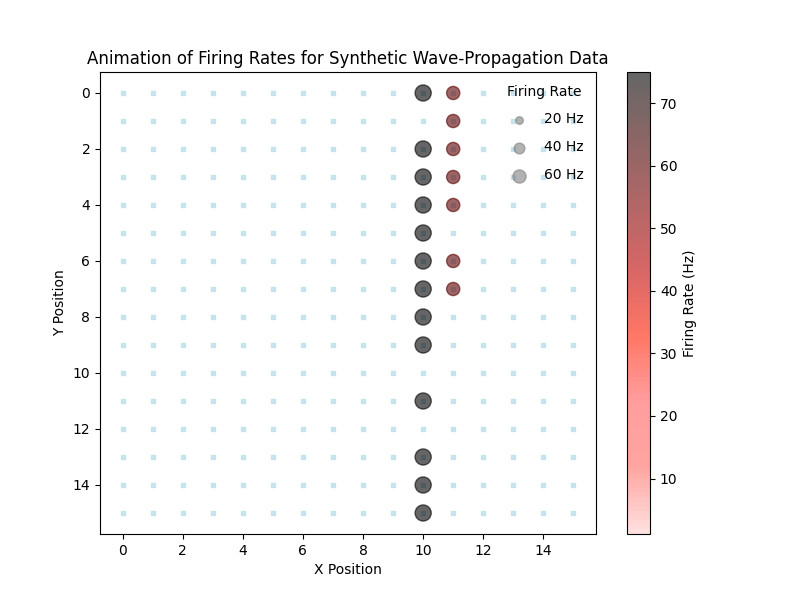 Animation of Firing Rates for Synthetic Wave-Propagation Data
Firing Rate
20 Hz
40 Hz
60 Hz
0
2
4
6
8
10
12
14
Y Position
0 2 4 6 8 10 12 14
X Position
70
60
50
40
30
20
10
Firing Rate (Hz)